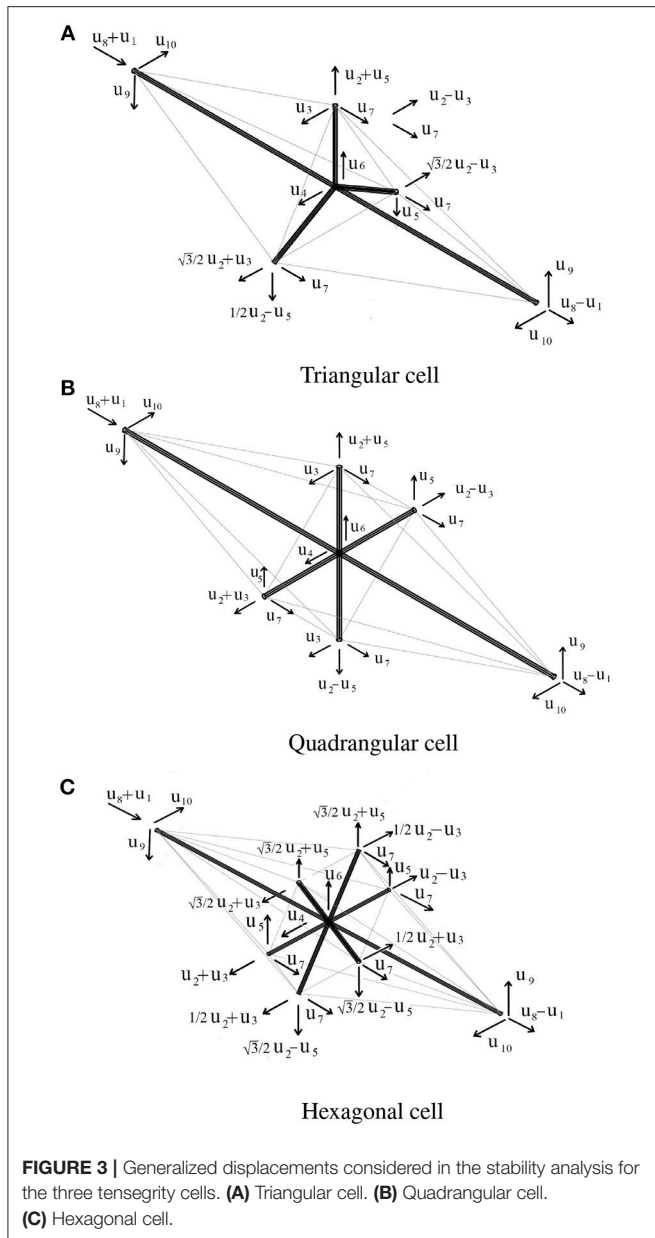 A
u₈+u₁
u₁₀
u₉
u₂+u₅
u₃
u₇
u₂−u₃
u₇
u₆
u₄
√3/2 u₂−u₃
u₇
u₅
√3/2 u₂+u₃
u₇
1/2 u₂−u₅
u₉
u₈−u₁
u₁₀
Triangular cell
B
u₈+u₁
u₁₀
u₉
u₂+u₅
u₃
u₇
u₅
u₂−u₃
u₇
u₆
u₄
u₅
u₂+u₃
u₇
u₃
u₇
u₂−u₅
u₉
u₈−u₁
u₁₀
Quadrangular cell
C
u₈+u₁
u₁₀
u₉
√3/2 u₂+u₅
1/2 u₂−u₃
u₇
√3/2 u₂+u₅
u₆
u₅
u₂−u₃
u₇
√3/2 u₂+u₃
u₄
u₅
1/2 u₂+u₃
u₇
u₂+u₃
u₇
√3/2 u₂−u₅
1/2 u₂+u₃
u₇
√3/2 u₂−u₅
u₉
u₈−u₁
u₁₀
Hexagonal cell
FIGURE 3 | Generalized displacements considered in the stability analysis for
the three tensegrity cells. (A) Triangular cell. (B) Quadrangular cell.
(C) Hexagonal cell.